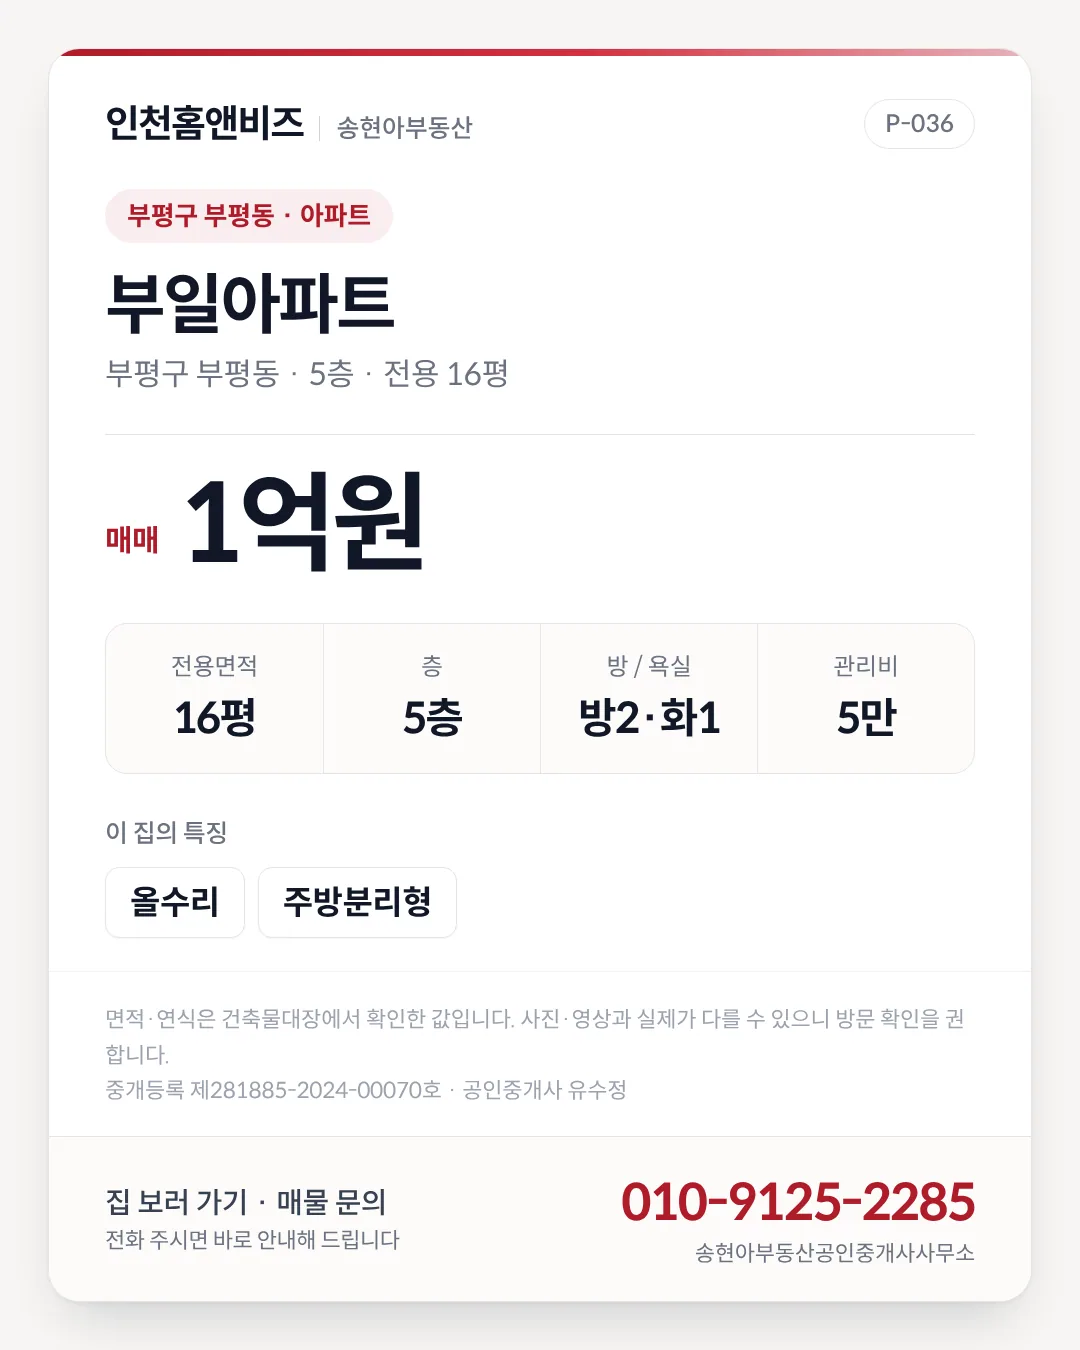 인천홈앤비즈 | 송현아부동산
P-036
부평구 부평동 · 아파트
부일아파트
부평구 부평동 · 5층 · 전용 16평
매매 1억원
전용면적
16평
층
5층
방 / 욕실
방2·화1
관리비
5만
이 집의 특징
올수리
주방분리형
면적·연식은 건축물대장에서 확인한 값입니다. 사진·영상과 실제가 다를 수 있으니 방문 확인을 권
합니다.
중개등록 제281885-2024-00070호 · 공인중개사 유수정
집 보러 가기 · 매물 문의
전화 주시면 바로 안내해 드립니다
010-9125-2285
송현아부동산공인중개사사무소